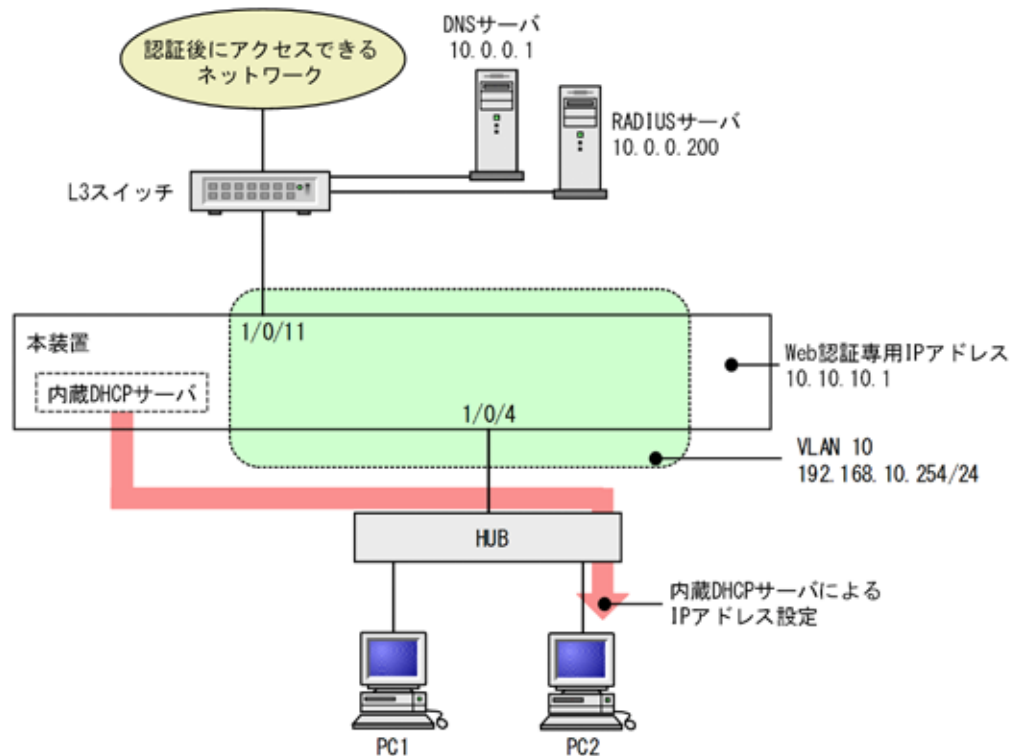 認証後にアクセスできる
ネットワーク
DNSサーバ
10.0.0.1
RADIUSサーバ
10.0.0.200
L3スイッチ
本装置
1/0/11
内蔵DHCPサーバ
1/0/4
Web認証専用IPアドレス
10.10.10.1
VLAN 10
192.168.10.254/24
HUB
内蔵DHCPサーバによる
IPアドレス設定
PC1
PC2